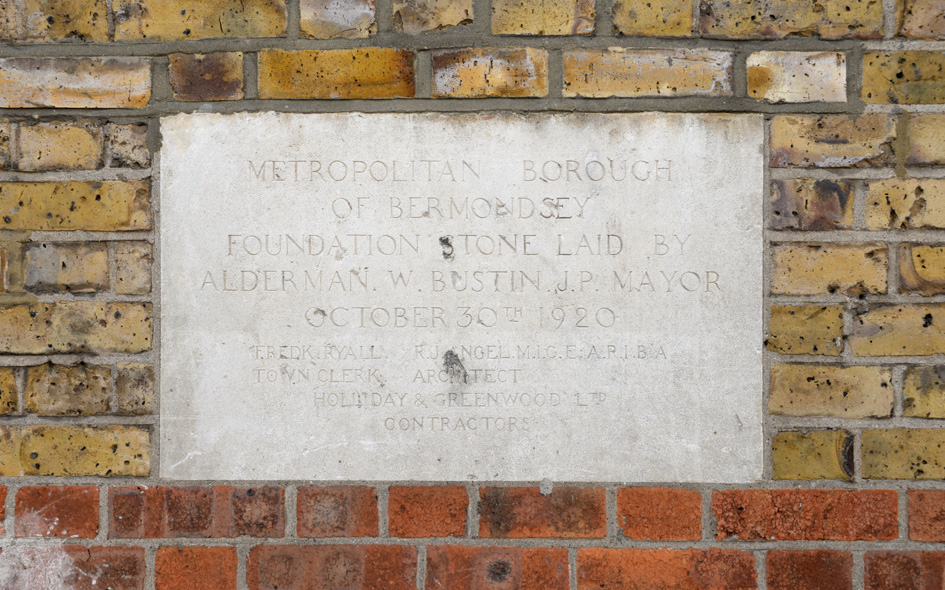 METROPOLITAN BOROUGH
OF BERMONDSEY
FOUNDATION STONE LAID BY
ALDERMAN. W. BUSTIN. J.P. MAYOR
OCTOBER 30TH 1920
FREDK. RYALL R.J. ANGEL. M.I.C.E; A.R.I.B.A
TOWN CLERK ARCHITECT
HOLLIDAY & GREENWOOD LTD
CONTRACTORS